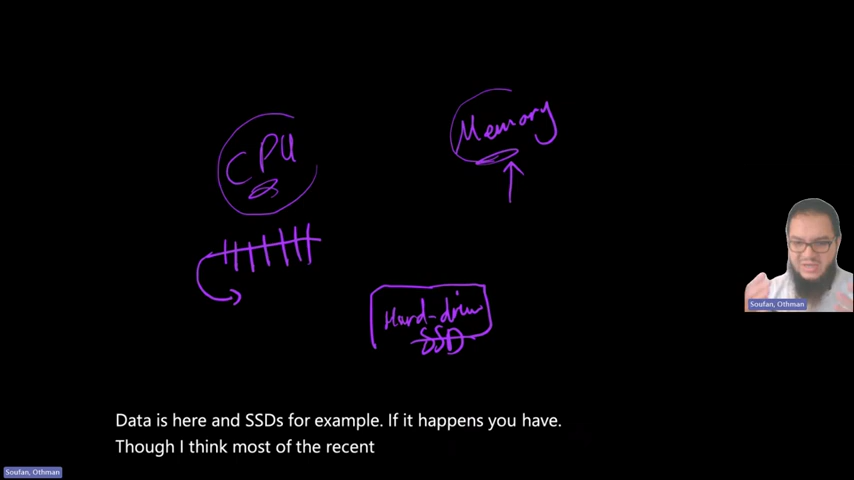 CPU
Memory
Hard-drive
SSD
Soufan, Othman
Data is here and SSDs for example. If it happens you have.
Though I think most of the recent
Soufan, Othman